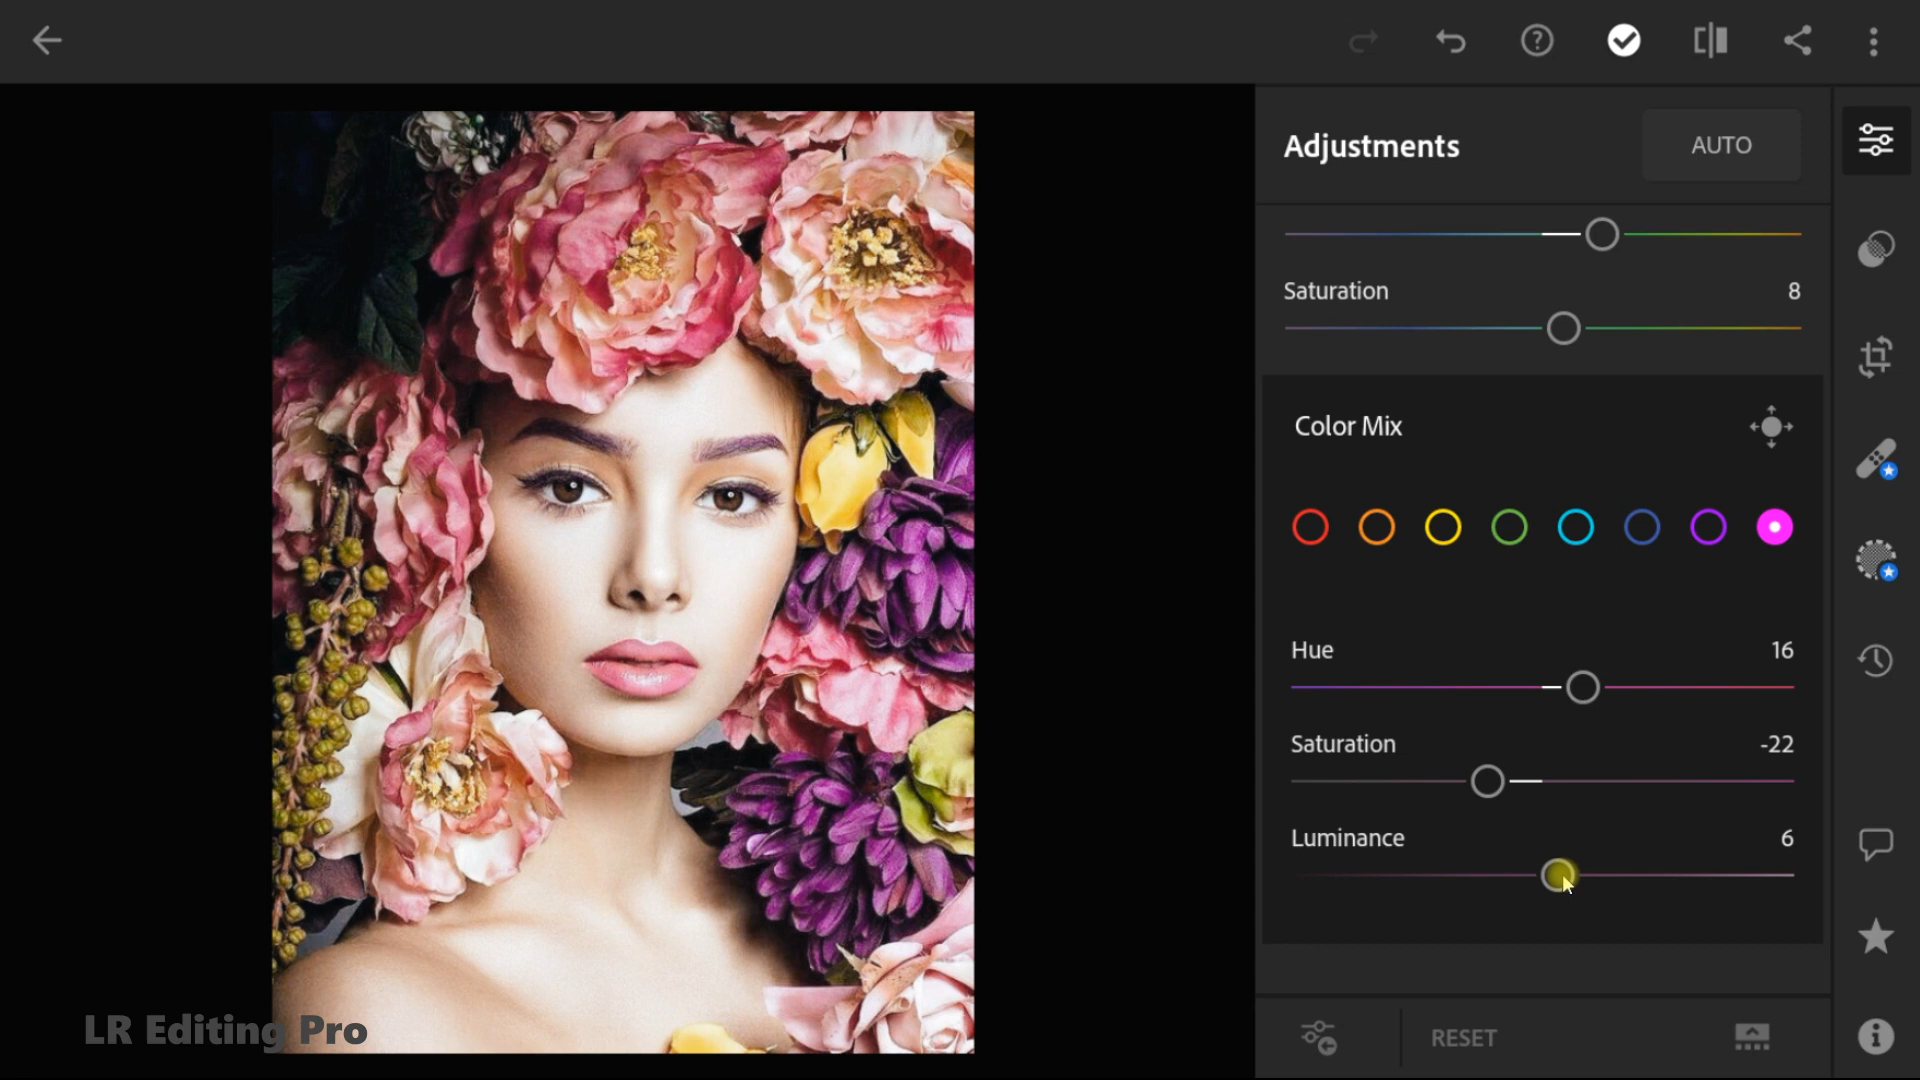 Adjustments
AUTO
Saturation 8
Color Mix
Hue 16
Saturation -22
Luminance 6
RESET
LR Editing Pro